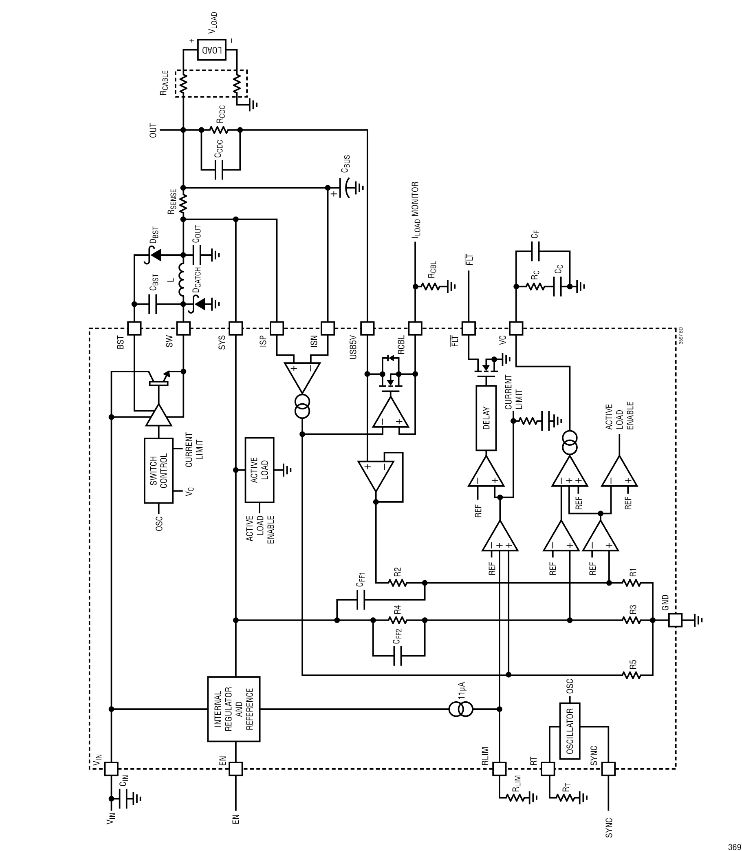 V_LOAD
+
−
LOAD
R_CABLE
OUT
R_CDC
C_CDC
C_BUS
+
R_SENSE
I_LOAD MONITOR
D_BST
C_OUT
C_BST
L
D_CATCH
R_CBL
F̅L̅T̅
C_F
R_C
C_C
BST
SW
SYS
ISP
ISN
USB5V
RCBL
F̅L̅T̅
VC
+
−
DELAY
CURRENT
LIMIT
ACTIVE
LOAD
ENABLE
SWITCH
CONTROL
CURRENT
LIMIT
V_C
OSC
ACTIVE
LOAD
ACTIVE
LOAD
ENABLE
−
+
+
−
−
+
REF
−
+
+
REF
−
+
REF
−
+
+
REF
−
+
REF
−
+
REF
C_FF1
R2
R1
R4
R3
C_FF2
R5
GND
INTERNAL
REGULATOR
AND
REFERENCE
11µA
OSC
OSCILLATOR
V_IN
EN
RLIM
RT
SYNC
C_IN
V_IN
EN
R_LIM
R_T
SYNC
369